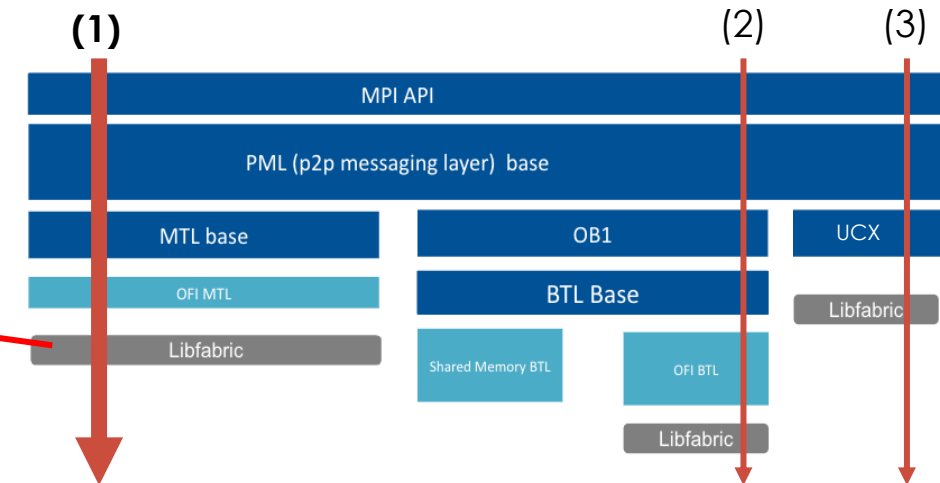 (1)
(2)
(3)
MPI API
PML (p2p messaging layer) base
MTL base
OB1
UCX
OFI MTL
BTL Base
Libfabric
Libfabric
Shared Memory BTL
OFI BTL
Libfabric